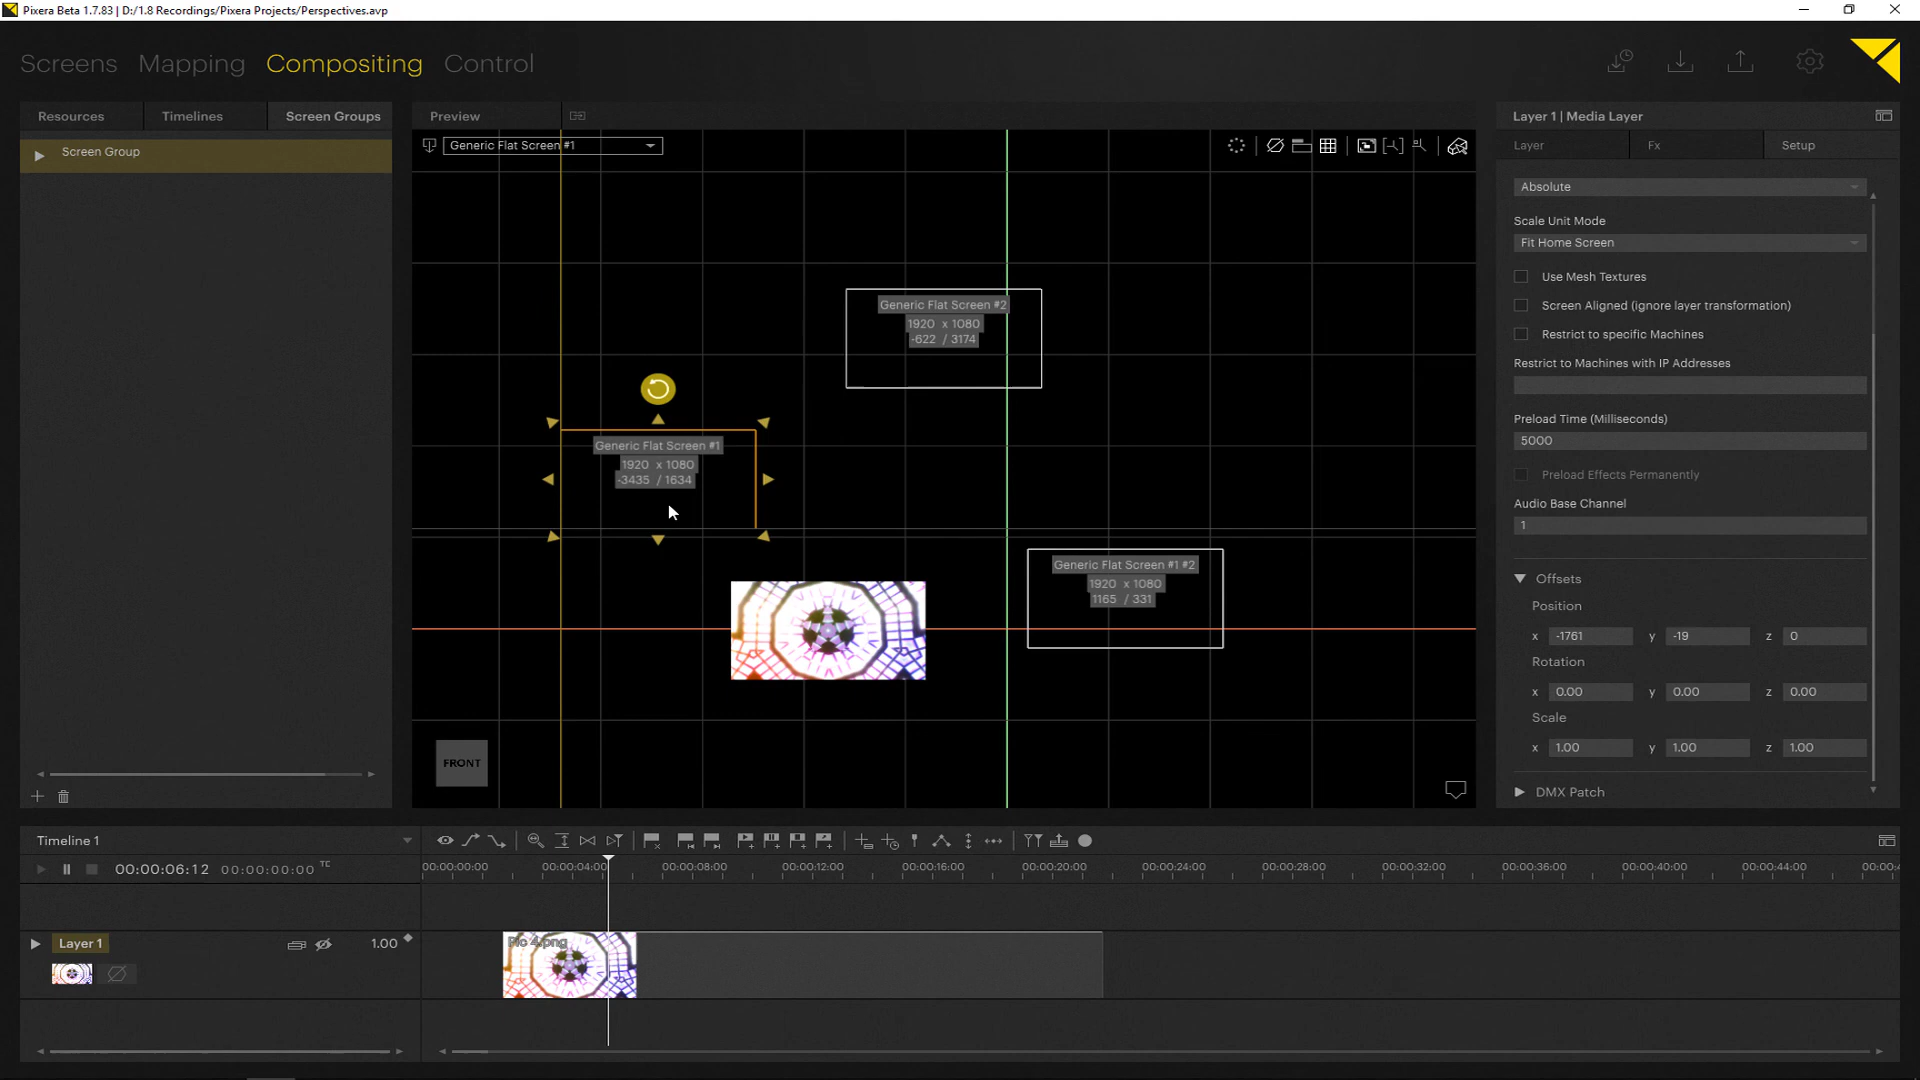 Pixera Beta 1.7.83 | D:/1.8 Recordings/Pixera Projects/Perspectives.avp
Screens Mapping Compositing Control
Resources Timelines Screen Groups
Screen Group
Preview
Generic Flat Screen #1
Generic Flat Screen #2
1920 x 1080
-622 / 3174
Generic Flat Screen #1
1920 x 1080
-3435 / 1634
Generic Flat Screen #1 #2
1920 x 1080
1165 / 331
FRONT
Layer 1 | Media Layer
Layer Fx Setup
Absolute
Scale Unit Mode
Fit Home Screen
Use Mesh Textures
Screen Aligned (ignore layer transformation)
Restrict to specific Machines
Restrict to Machines with IP Addresses
Preload Time (Milliseconds)
5000
Preload Effects Permanently
Audio Base Channel
1
Offsets
Position
x -1761 y -19 z 0
Rotation
x 0.00 y 0.00 z 0.00
Scale
x 1.00 y 1.00 z 1.00
DMX Patch
Timeline 1
00:00:06:12 00:00:00:00 TC
00:00:00:00 00:00:04:00 00:00:08:00 00:00:12:00 00:00:16:00 00:00:20:00 00:00:24:00 00:00:28:00 00:00:32:00 00:00:36:00 00:00:40:00 00:00:44:00 00:00:4
Layer 1 1.00
Pic 4.png